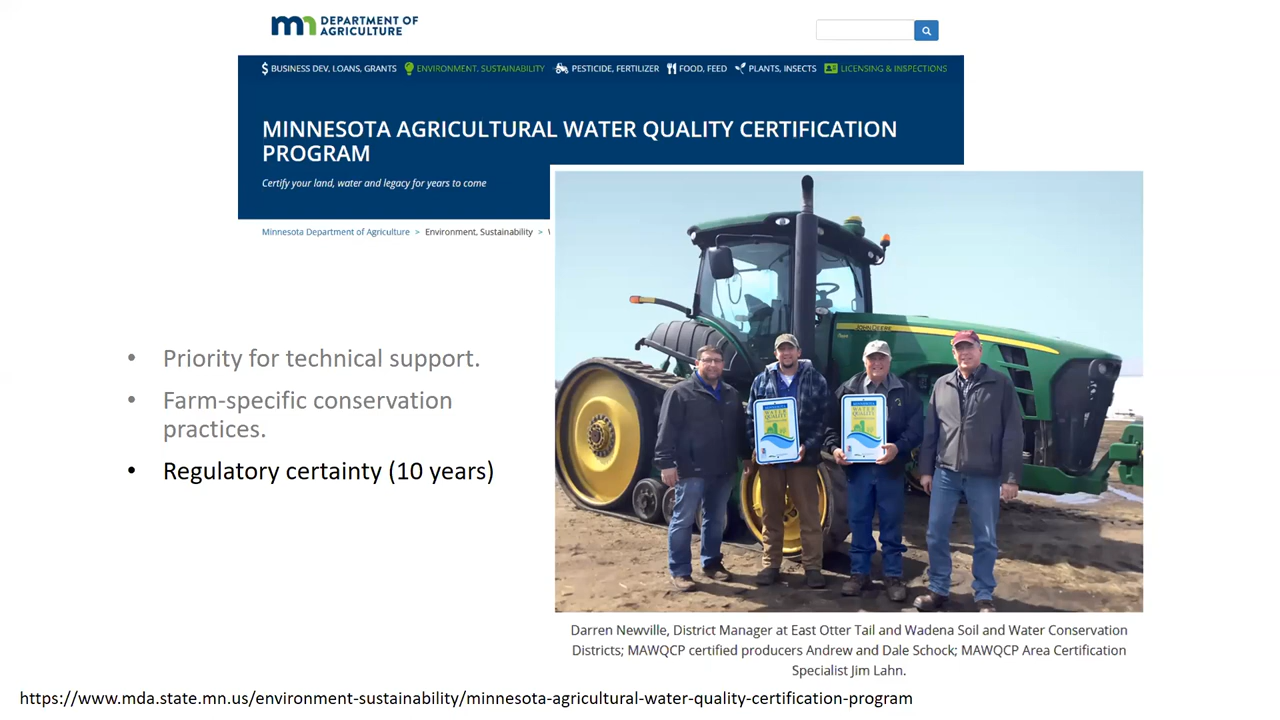 mn DEPARTMENT OF
AGRICULTURE
BUSINESS DEV, LOANS, GRANTS ENVIRONMENT, SUSTAINABILITY PESTICIDE, FERTILIZER FOOD, FEED PLANTS, INSECTS LICENSING & INSPECTIONS
MINNESOTA AGRICULTURAL WATER QUALITY CERTIFICATION
PROGRAM
Certify your land, water and legacy for years to come
Minnesota Department of Agriculture > Environment, Sustainability >
JOHN DEERE
WATER
QUALITY
WATER
QUALITY
• Priority for technical support.
• Farm-specific conservation
practices.
• Regulatory certainty (10 years)
Darren Newville, District Manager at East Otter Tail and Wadena Soil and Water Conservation
Districts; MAWQCP certified producers Andrew and Dale Schock; MAWQCP Area Certification
Specialist Jim Lahn.
https://www.mda.state.mn.us/environment-sustainability/minnesota-agricultural-water-quality-certification-program